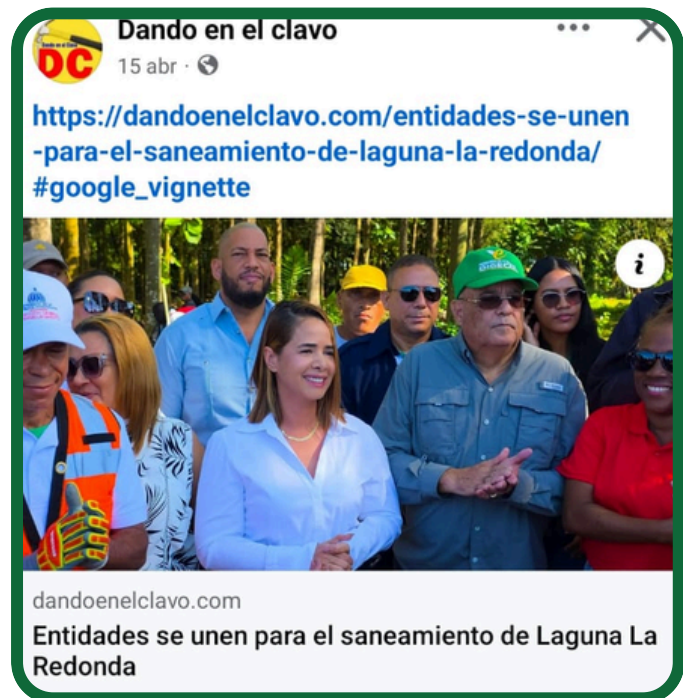 Dando en el clavo
DC
15 abr
https://dandoenelclavo.com/entidades-se-unen
-para-el-saneamiento-de-laguna-la-redonda/
#google_vignette
i
DIGECAC
dandoenelclavo.com
Entidades se unen para el saneamiento de Laguna La
Redonda